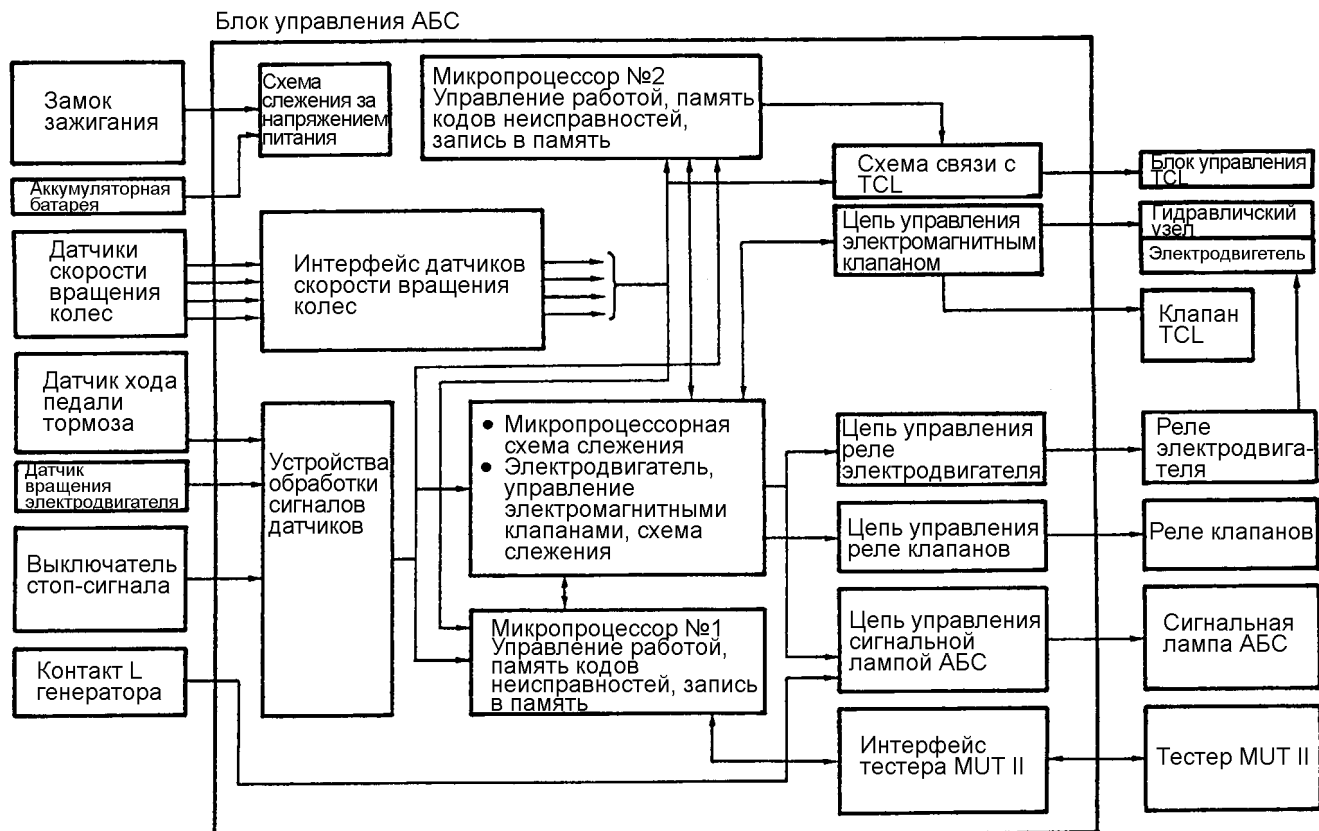 Блок управления АБС
Замок
зажигания
Аккумуляторная
батарея
Датчики
скорости
вращения
колес
Датчик хода
педали
тормоза
Датчик
вращения
электродвигателя
Выключатель
стоп-сигнала
Контакт L
генератора
Схема
слежения за
напряжением
питания
Интерфейс датчиков
скорости вращения
колес
Устройства
обработки
сигналов
датчиков
Микропроцессор №2
Управление работой, память
кодов неисправностей,
запись в память
● Микропроцессорная
схема слежения
● Электродвигатель,
управление
электромагнитными
клапанами, схема
слежения
Микропроцессор №1
Управление работой,
память кодов
неисправностей, запись
в память
Схема связи с
TCL
Цепь управления
электромагнитным
клапаном
Цепь управления
реле
электродвигателя
Цепь управления
реле клапанов
Цепь управления
сигнальной
лампой АБС
Интерфейс
тестера MUT II
Блок управления
TCL
Гидравличский
узел
Электродвигетель
Клапан
TCL
Реле
электродвига-
теля
Реле клапанов
Сигнальная
лампа АБС
Тестер MUT II